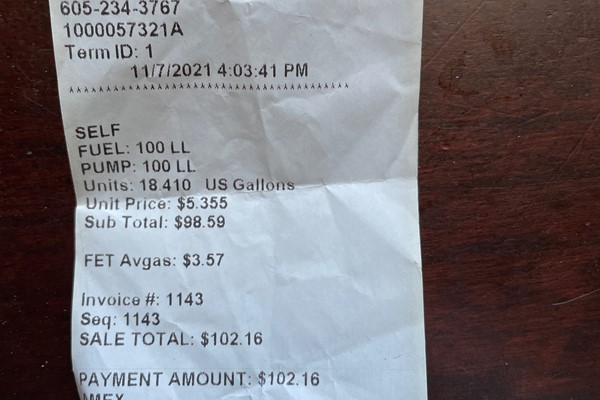 605-234-3767
1000057321A
Term ID: 1
11/7/2021 4:03:41 PM
SELF
FUEL: 100 LL
PUMP: 100 LL
Units: 18.410 US Gallons
Unit Price: $5.355
Sub Total: $98.59
FET Avgas: $3.57
Invoice #: 1143
Seq: 1143
SALE TOTAL: $102.16
PAYMENT AMOUNT: $102.16
AMEX